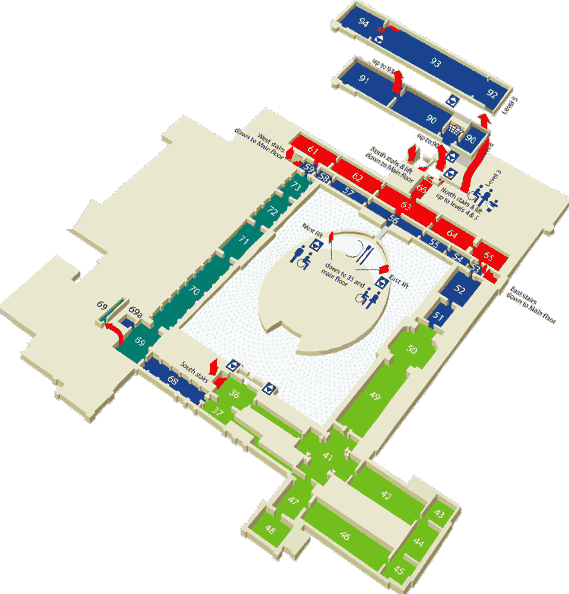 94
93
92
Level 5
up to 93
91
90
90
up to 90
Level 3
West stairs
down to Main floor
North stairs & lift
down to Main floor
North stairs & lift
up to levels 4 & 5
61
62
63
64
65
66
59
58
57
56
55
54
53
52
51
50
49
73
72
71
70
69
69
69a
68
West lift
East lift
down to 35 and
main floor
East stairs
down to Main floor
South stairs
36
37
41
42
43
44
45
46
47
48